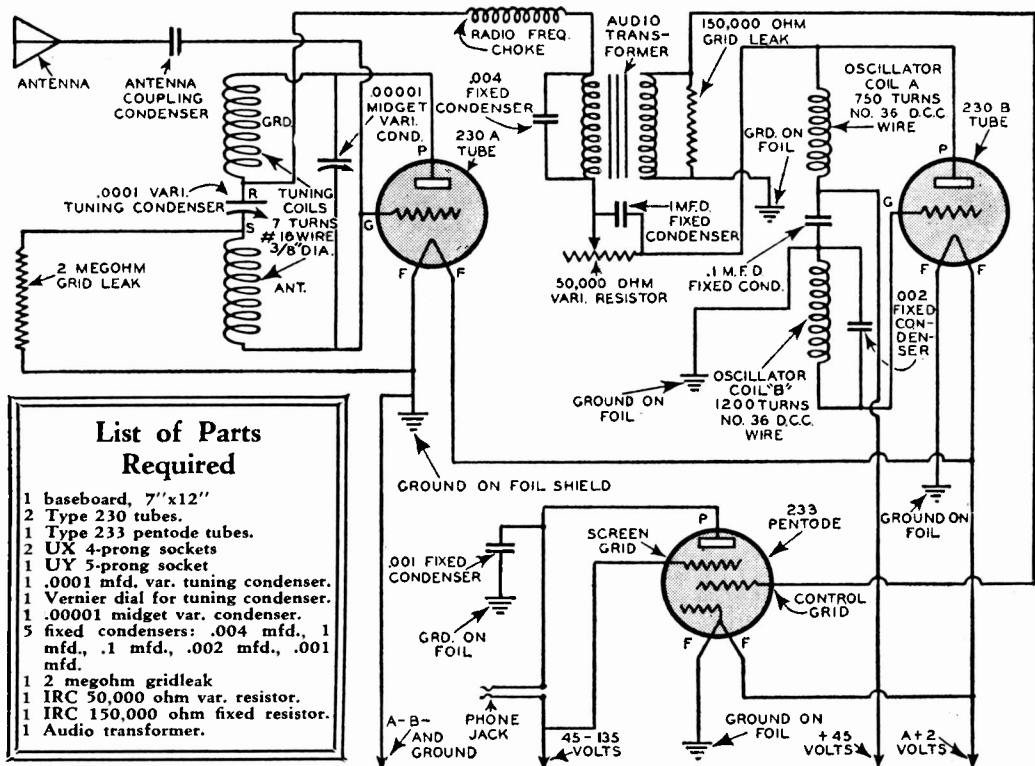 ANTENNA
ANTENNA
COUPLING
CONDENSER
RADIO FREQ.
CHOKE
AUDIO
TRANS-
FORMER
150,000 OHM
GRID LEAK
.004
FIXED
CONDENSER
OSCILLATOR
COIL A
750 TURNS
NO. 36 D.C.C.
WIRE
230 B
TUBE
GRD.
.00001
MIDGET
VARI.
COND.
230 A
TUBE
P
G
F
F
GRD. ON
FOIL
P
G
F
F
.0001 VARI.
TUNING CONDENSER
R
S
TUNING
COILS
7 TURNS
#18 WIRE
3/8" DIA.
ANT.
2 MEGOHM
GRID LEAK
1 M.F.D.
FIXED
CONDENSER
50,000 OHM
VARI. RESISTOR
.1 M.F.D
FIXED COND.
.002
FIXED
CON-
DEN-
SER
GROUND ON
FOIL
OSCILLATOR
COIL "B"
1200 TURNS
NO. 36 D.C.C.
WIRE
GROUND ON FOIL SHIELD
GROUND ON
FOIL
List of Parts
Required
1 baseboard, 7"x12"
2 Type 230 tubes.
1 Type 233 pentode tubes.
2 UX 4-prong sockets
1 UY 5-prong socket
1 .0001 mfd. var. tuning condenser.
1 Vernier dial for tuning condenser.
1 .00001 midget var. condenser.
5 fixed condensers: .004 mfd., 1
mfd., .1 mfd., .002 mfd., .001
mfd.
1 2 megohm gridleak
1 IRC 50,000 ohm var. resistor.
1 IRC 150,000 ohm fixed resistor.
1 Audio transformer.
.001 FIXED
CONDENSER
GRD. ON
FOIL
SCREEN
GRID
P
233
PENTODE
CONTROL
GRID
F
F
A-B-
AND
GROUND
PHONE
JACK
45-135
VOLTS
GROUND ON
FOIL
+45
VOLTS
A+2
VOLTS